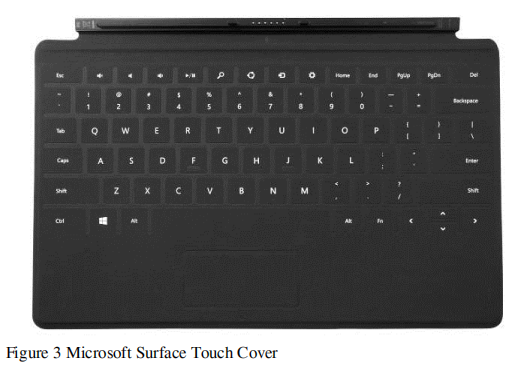 Esc Home End PgUp PgDn Del
~ ! @ # $ % ^ & * ( ) — + Backspace
` 1 2 3 4 5 6 7 8 9 0 - =
Tab Q W E R T Y U I O P { } |
[ ] \
Caps A S D F G H J K L : " Enter
; '
Shift Z X C V B N M < > ? Shift
, . /
Ctrl Alt Alt Fn
Figure 3 Microsoft Surface Touch Cover